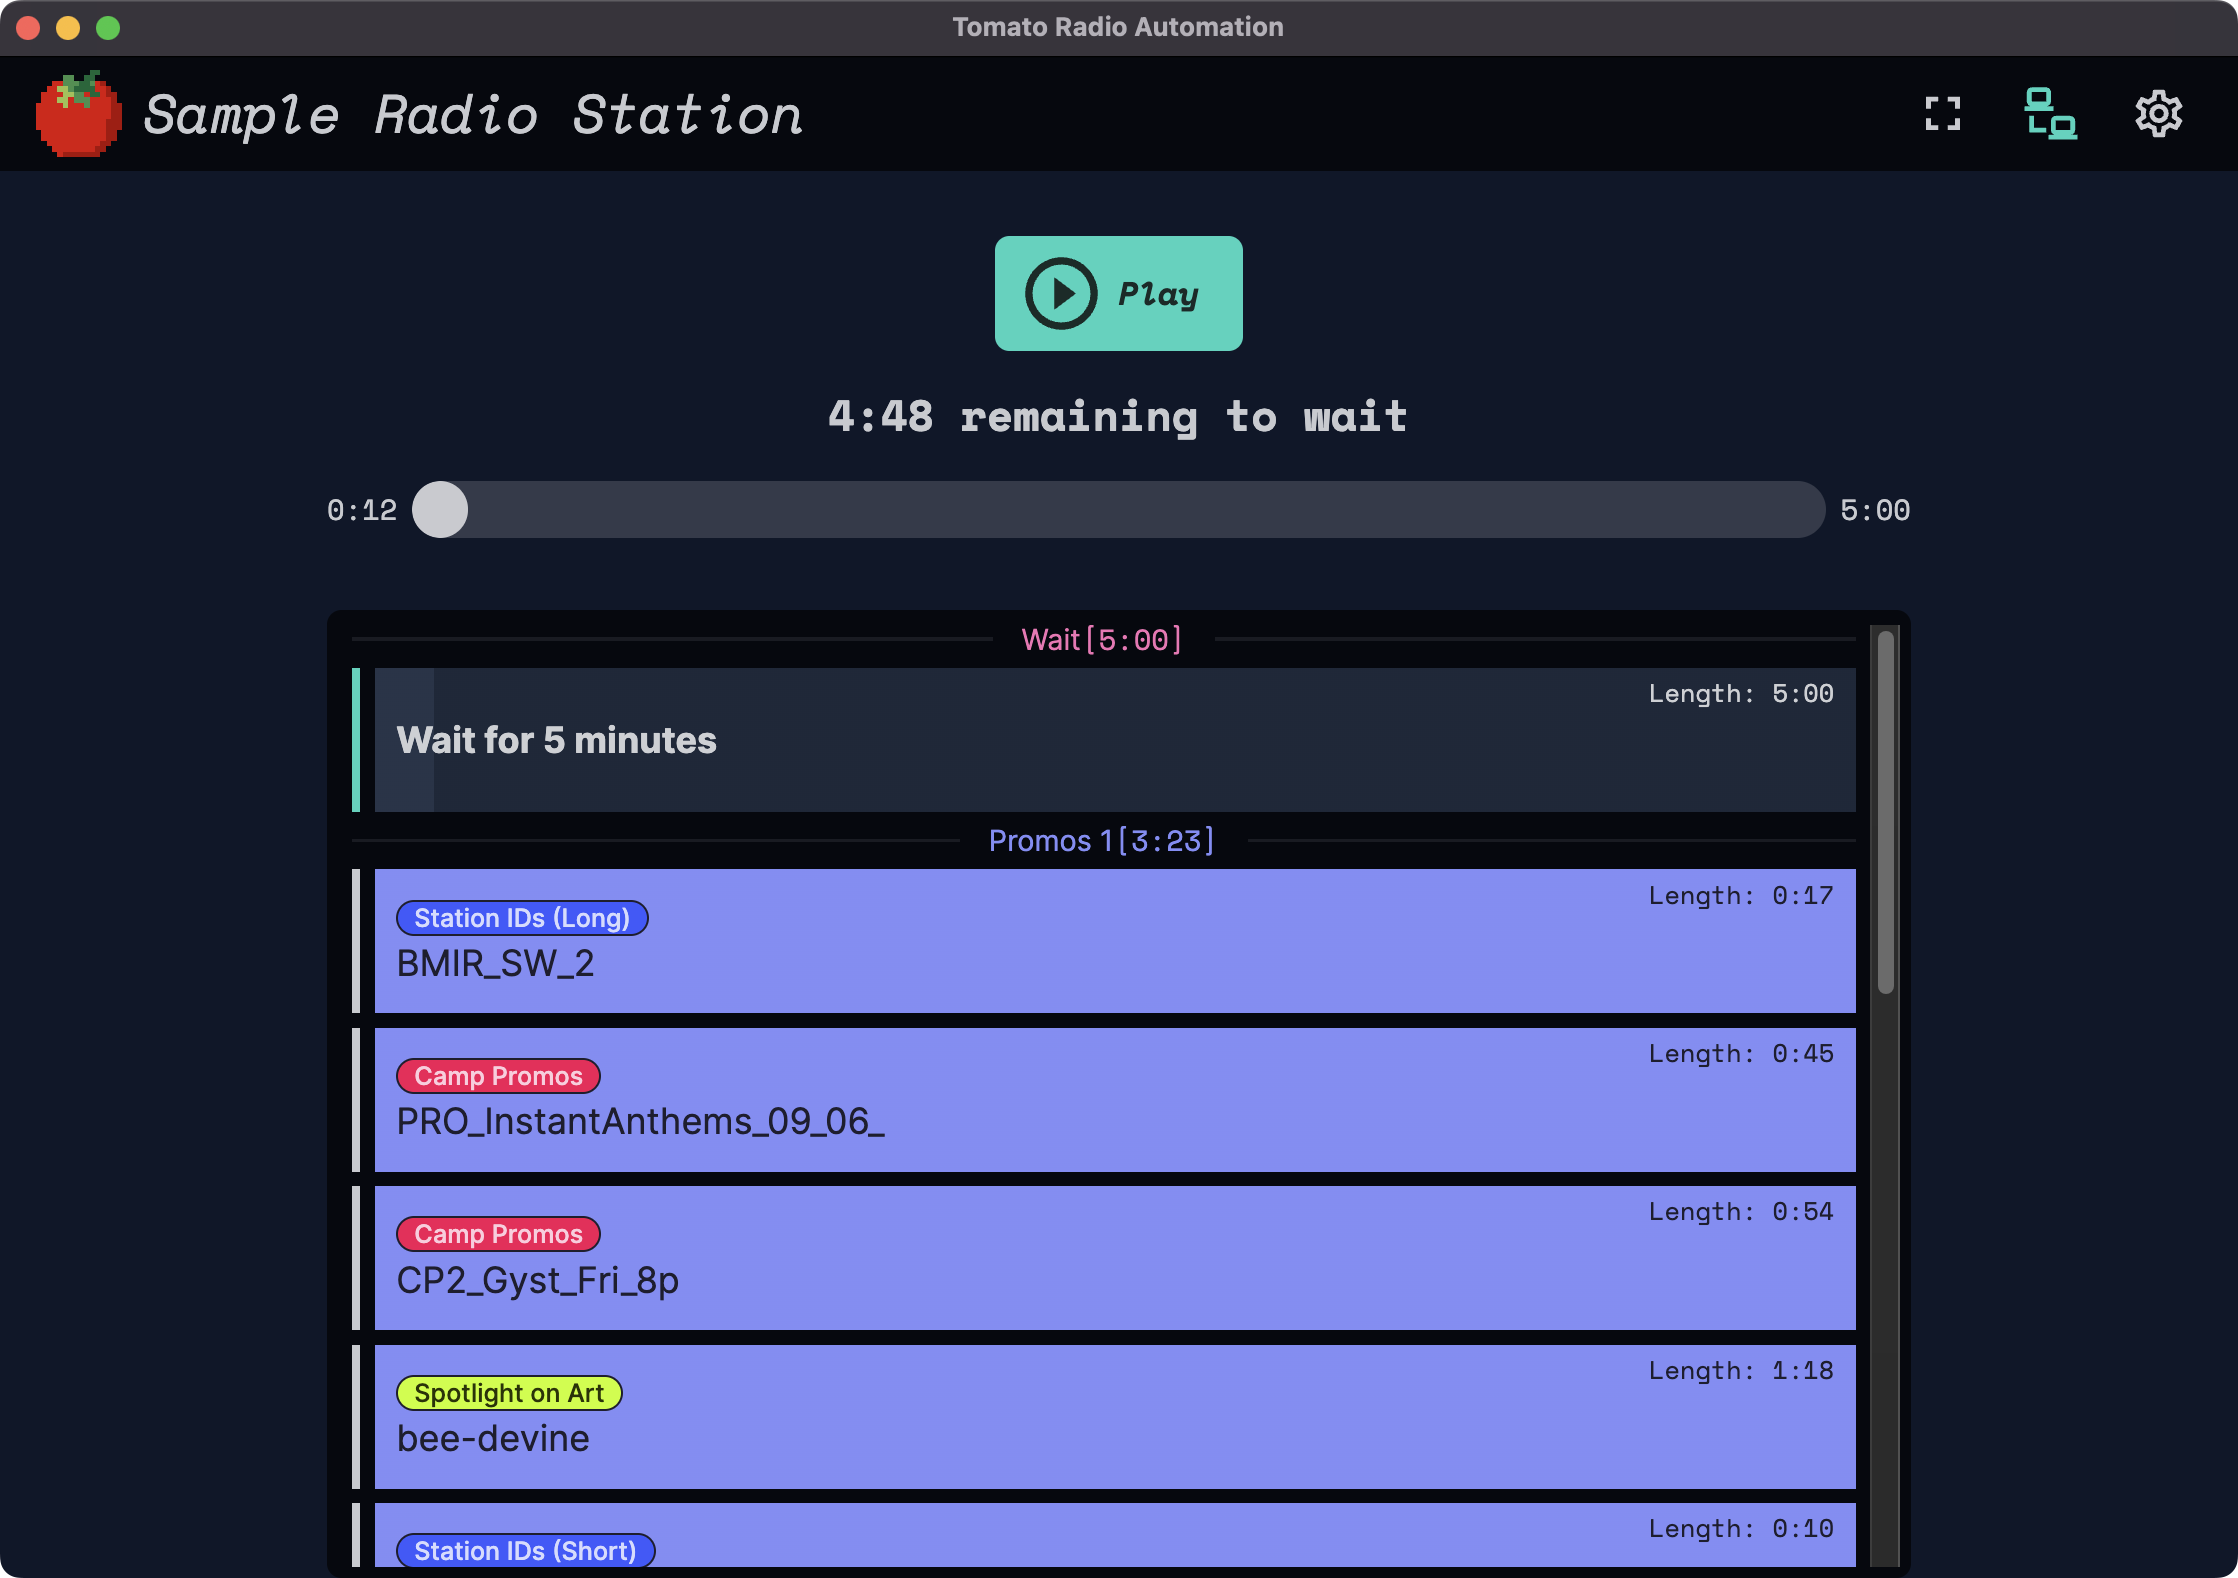 Tomato Radio Automation
Sample Radio Station
Play
4:48 remaining to wait
0:12
5:00
Wait[5:00]
Length: 5:00
Wait for 5 minutes
Promos 1[3:23]
Length: 0:17
Station IDs (Long)
BMIR_SW_2
Length: 0:45
Camp Promos
PRO_InstantAnthems_09_06_
Length: 0:54
Camp Promos
CP2_Gyst_Fri_8p
Length: 1:18
Spotlight on Art
bee-devine
Length: 0:10
Station IDs (Short)